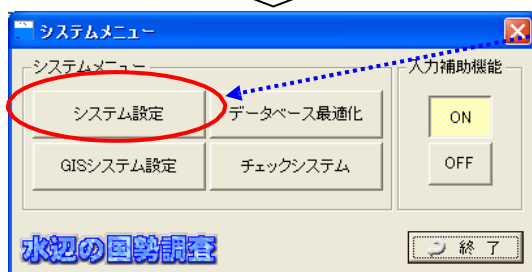 システムメニュー
システムメニュー
入力補助機能
システム設定
データベース最適化
ON
GISシステム設定
チェックシステム
OFF
水辺の国勢調査
終 了